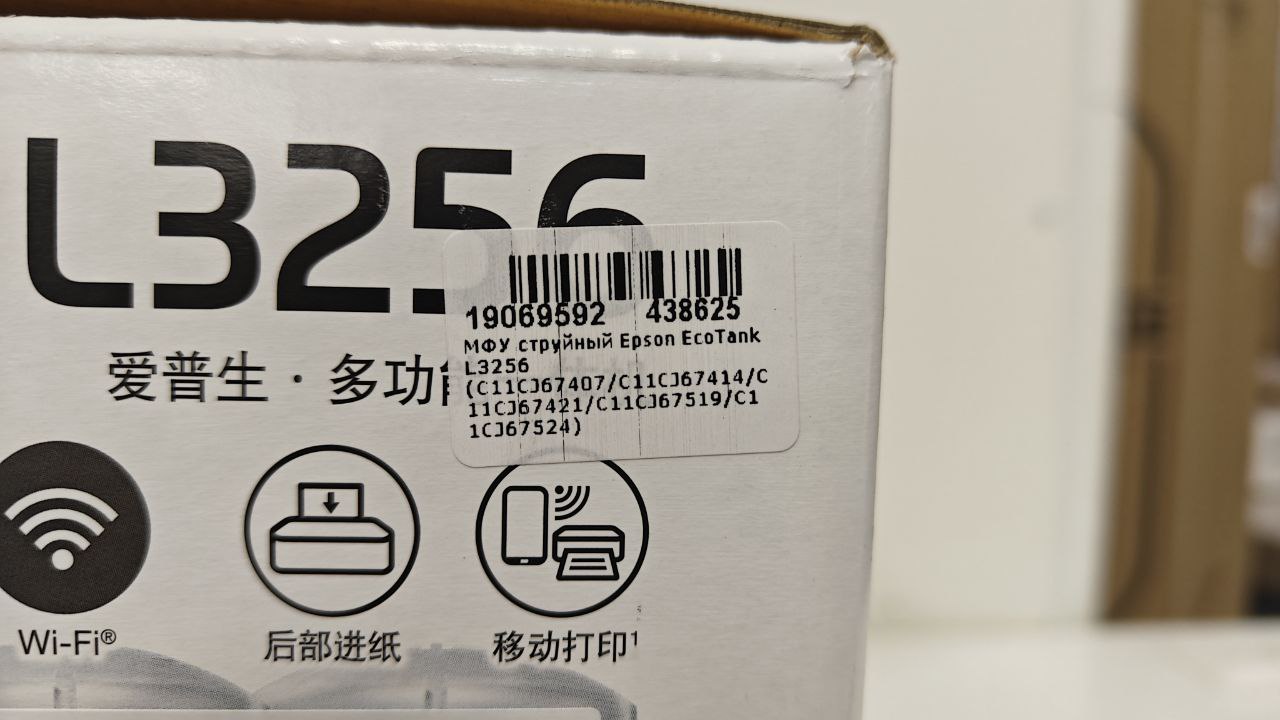 L3256
19069592 438625
МФУ струйный Epson EcoTank
L3256
(C11CJ67407/C11CJ67414/C
11CJ67421/C11CJ67519/C1
1CJ67524)
爱普生 · 多功
Wi-Fi®
后部进纸
移动打印¹